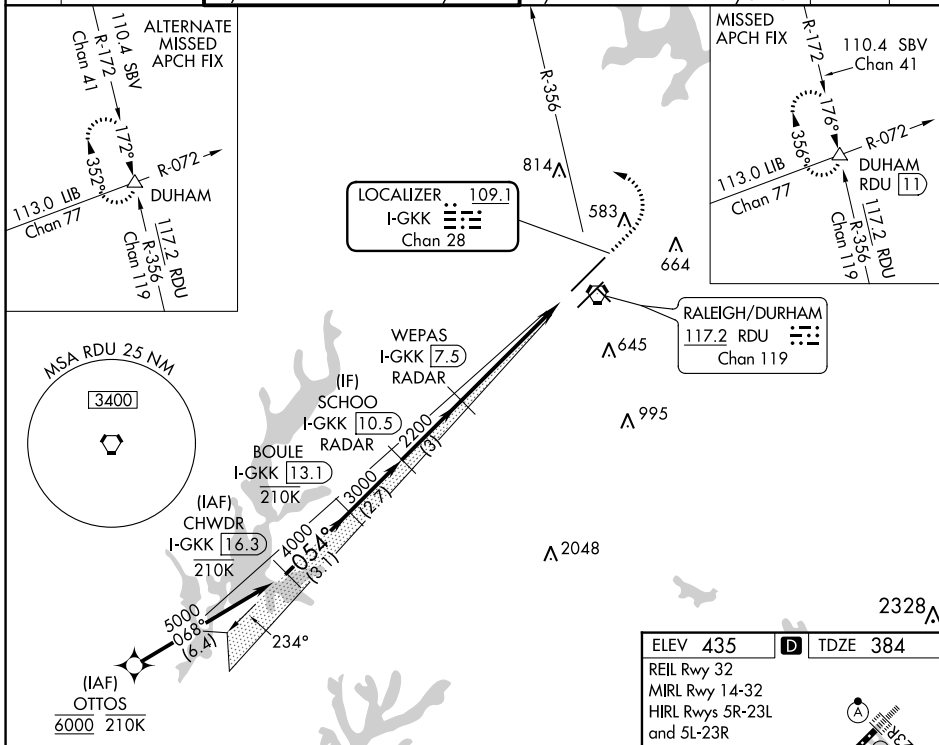 ALTERNATE
MISSED
APCH FIX
110.4 SBV
R-172
Chan 41
172°
352°
R-072
DUHAM
113.0 LIB
Chan 77
117.2 RDU
R-356
Chan 119
R-356
MISSED
APCH FIX
R-172
110.4 SBV
Chan 41
176°
356°
R-072
DUHAM
RDU 11
113.0 LIB
Chan 77
117.2 RDU
R-356
Chan 119
814
583
664
LOCALIZER 109.1
I-GKK
Chan 28
RALEIGH/DURHAM
117.2 RDU
Chan 119
645
995
2048
2328
MSA RDU 25 NM
3400
WEPAS
I-GKK 7.5
RADAR
(IF)
SCHOO
I-GKK 10.5
RADAR
BOULE
I-GKK 13.1
210K
(IAF)
CHWDR
I-GKK 16.3
210K
2200
(3)
3000
(2.7)
4000
054°
(3.1)
5000
068°
(6.4)
234°
(IAF)
OTTOS
6000 210K
ELEV 435 D TDZE 384
REIL Rwy 32
MIRL Rwy 14-32
HIRL Rwys 5R-23L
and 5L-23R
A
23R